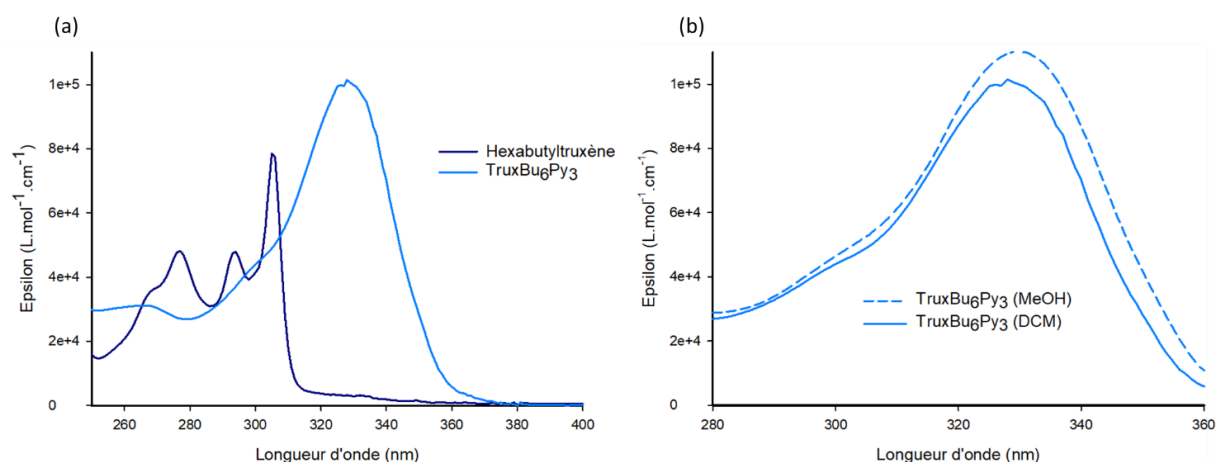 (a)
Epsilon (L.mol⁻¹.cm⁻¹)
1e+5
8e+4
6e+4
4e+4
2e+4
0
Hexabutyltruxène
TruxBu₆Py₃
260 280 300 320 340 360 380 400
Longueur d'onde (nm)
(b)
Epsilon (L.mol⁻¹.cm⁻¹)
1e+5
8e+4
6e+4
4e+4
2e+4
0
TruxBu₆Py₃ (MeOH)
TruxBu₆Py₃ (DCM)
280 300 320 340 360
Longueur d'onde (nm)